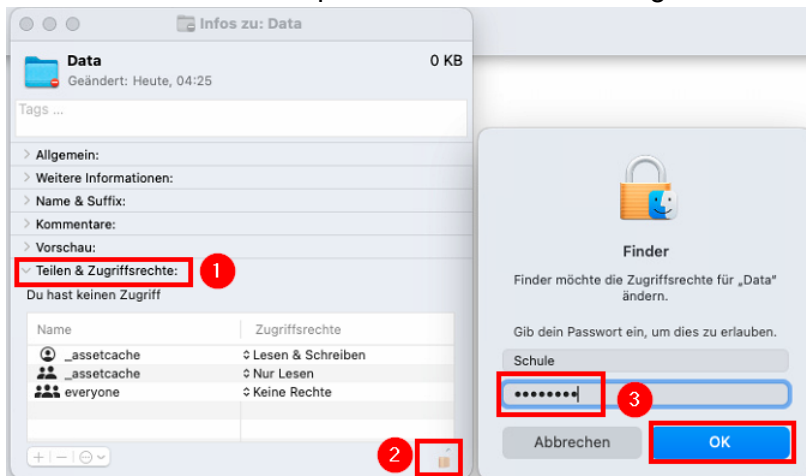 Infos zu: Data
Data
0 KB
Geändert: Heute, 04:25
Tags ...
Allgemein:
Weitere Informationen:
Name & Suffix:
Kommentare:
Vorschau:
Teilen & Zugriffsrechte:
1
Du hast keinen Zugriff
Name Zugriffsrechte
_assetcache Lesen & Schreiben
_assetcache Nur Lesen
everyone Keine Rechte
2
Finder
Finder möchte die Zugriffsrechte für „Data“
ändern.
Gib dein Passwort ein, um dies zu erlauben.
Schule
••••••••
3
Abbrechen
OK